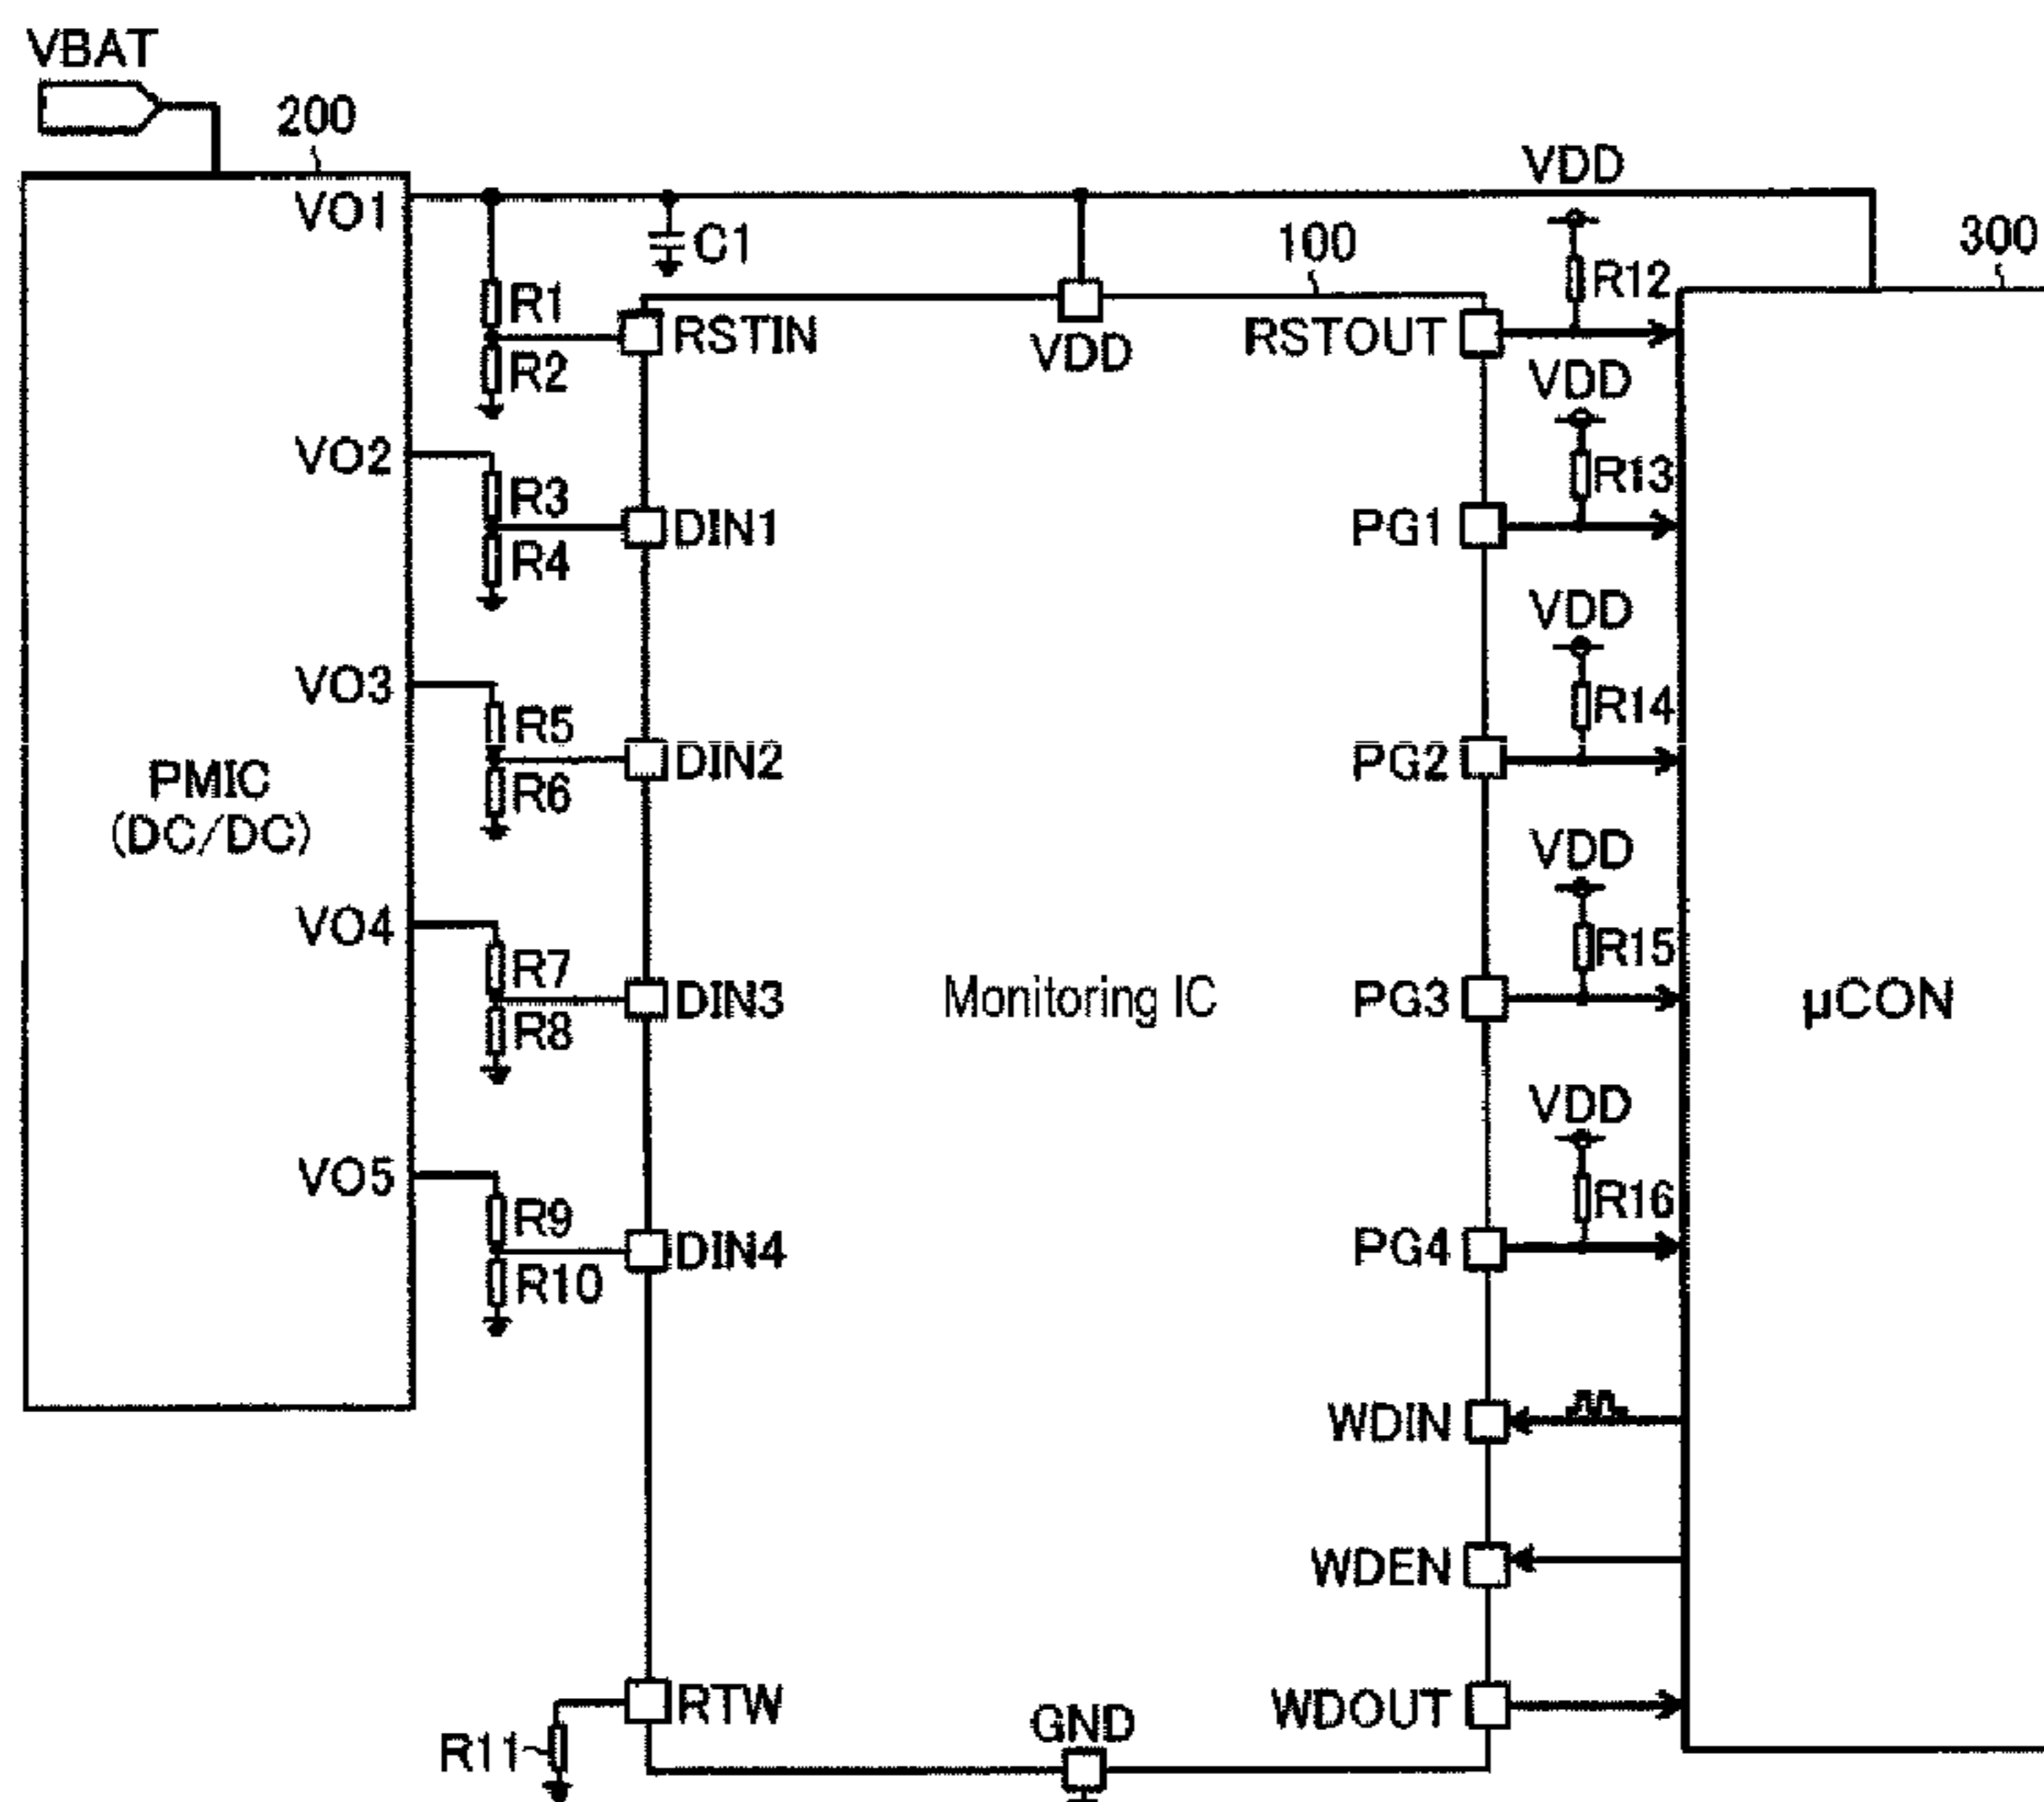 VBAT
200
VO1
C1
VDD
100
300
R1
RSTIN
VDD
RSTOUT
R12
R2
VDD
VO2
R3
DIN1
PG1
R13
R4
VDD
VO3
R5
DIN2
PG2
R14
R6
PMIC
(DC/DC)
VDD
VO4
R7
DIN3
Monitoring IC
PG3
R15
µCON
R8
VDD
VO5
R9
DIN4
PG4
R16
R10
WDIN
WDEN
RTW
GND
WDOUT
R11